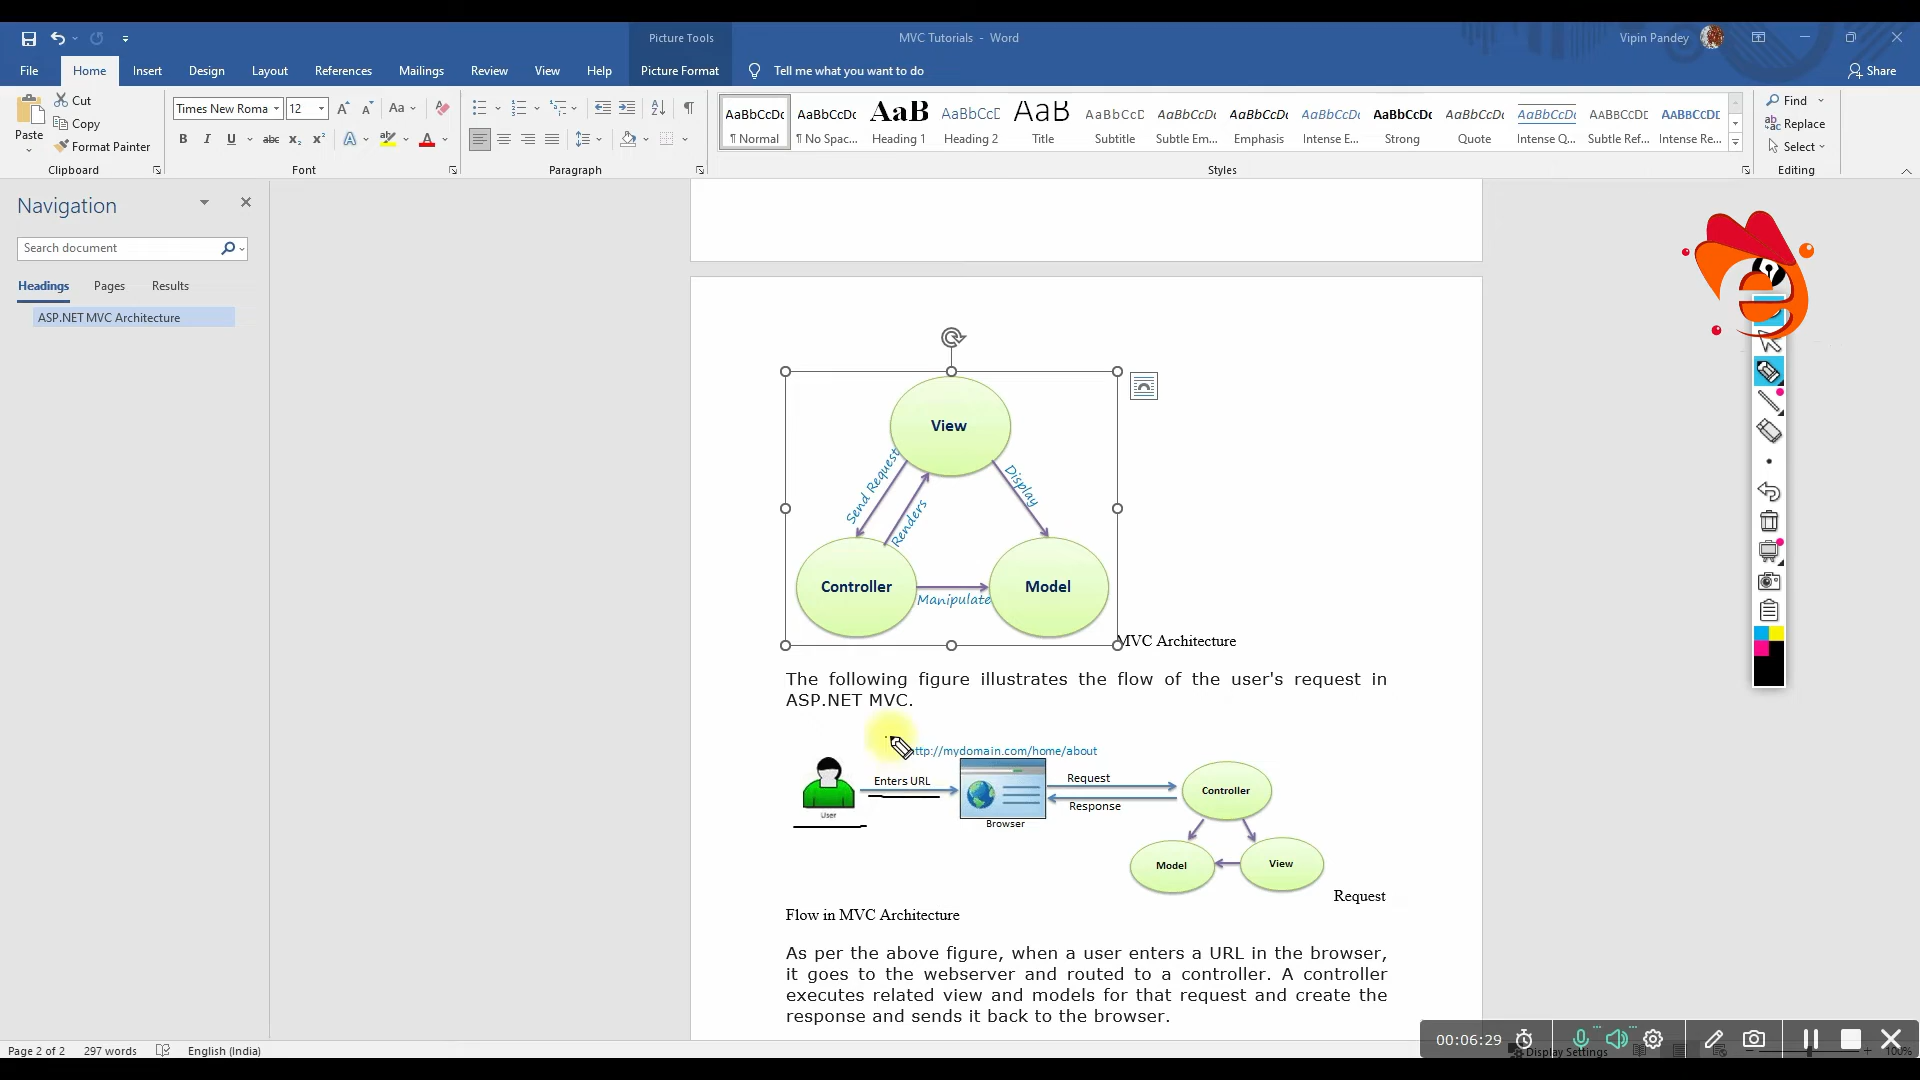 Picture Tools
MVC Tutorials - Word
Vipin Pandey
File Home Insert Design Layout References Mailings Review View Help Picture Format Tell me what you want to do Share
Paste
Cut
Copy
Format Painter
Clipboard
Times New Roma 12
Font
Paragraph
AaBbCcDc AaBbCcDc AaB AaBbCcD AaB AaBbCcD AaBbCcDc AaBbCcDc AaBbCcDc AaBbCcDc AaBbCcDc AaBbCcDc AABBCCDD AABBCCDD
¶ Normal ¶ No Spac... Heading 1 Heading 2 Title Subtitle Subtle Em... Emphasis Intense E... Strong Quote Intense Q... Subtle Ref... Intense Re...
Styles
Find
Replace
Select
Editing
Navigation
Search document
Headings Pages Results
ASP.NET MVC Architecture
View
Send Request
Renders
Display
Controller
Manipulate
Model
MVC Architecture
The following figure illustrates the flow of the user's request in
ASP.NET MVC.
ttp://mydomain.com/home/about
User
Enters URL
Browser
Request
Response
Controller
Model
View
Request
Flow in MVC Architecture
As per the above figure, when a user enters a URL in the browser,
it goes to the webserver and routed to a controller. A controller
executes related view and models for that request and create the
response and sends it back to the browser.
00:06:29
Page 2 of 2 297 words English (India) Display Settings 100%